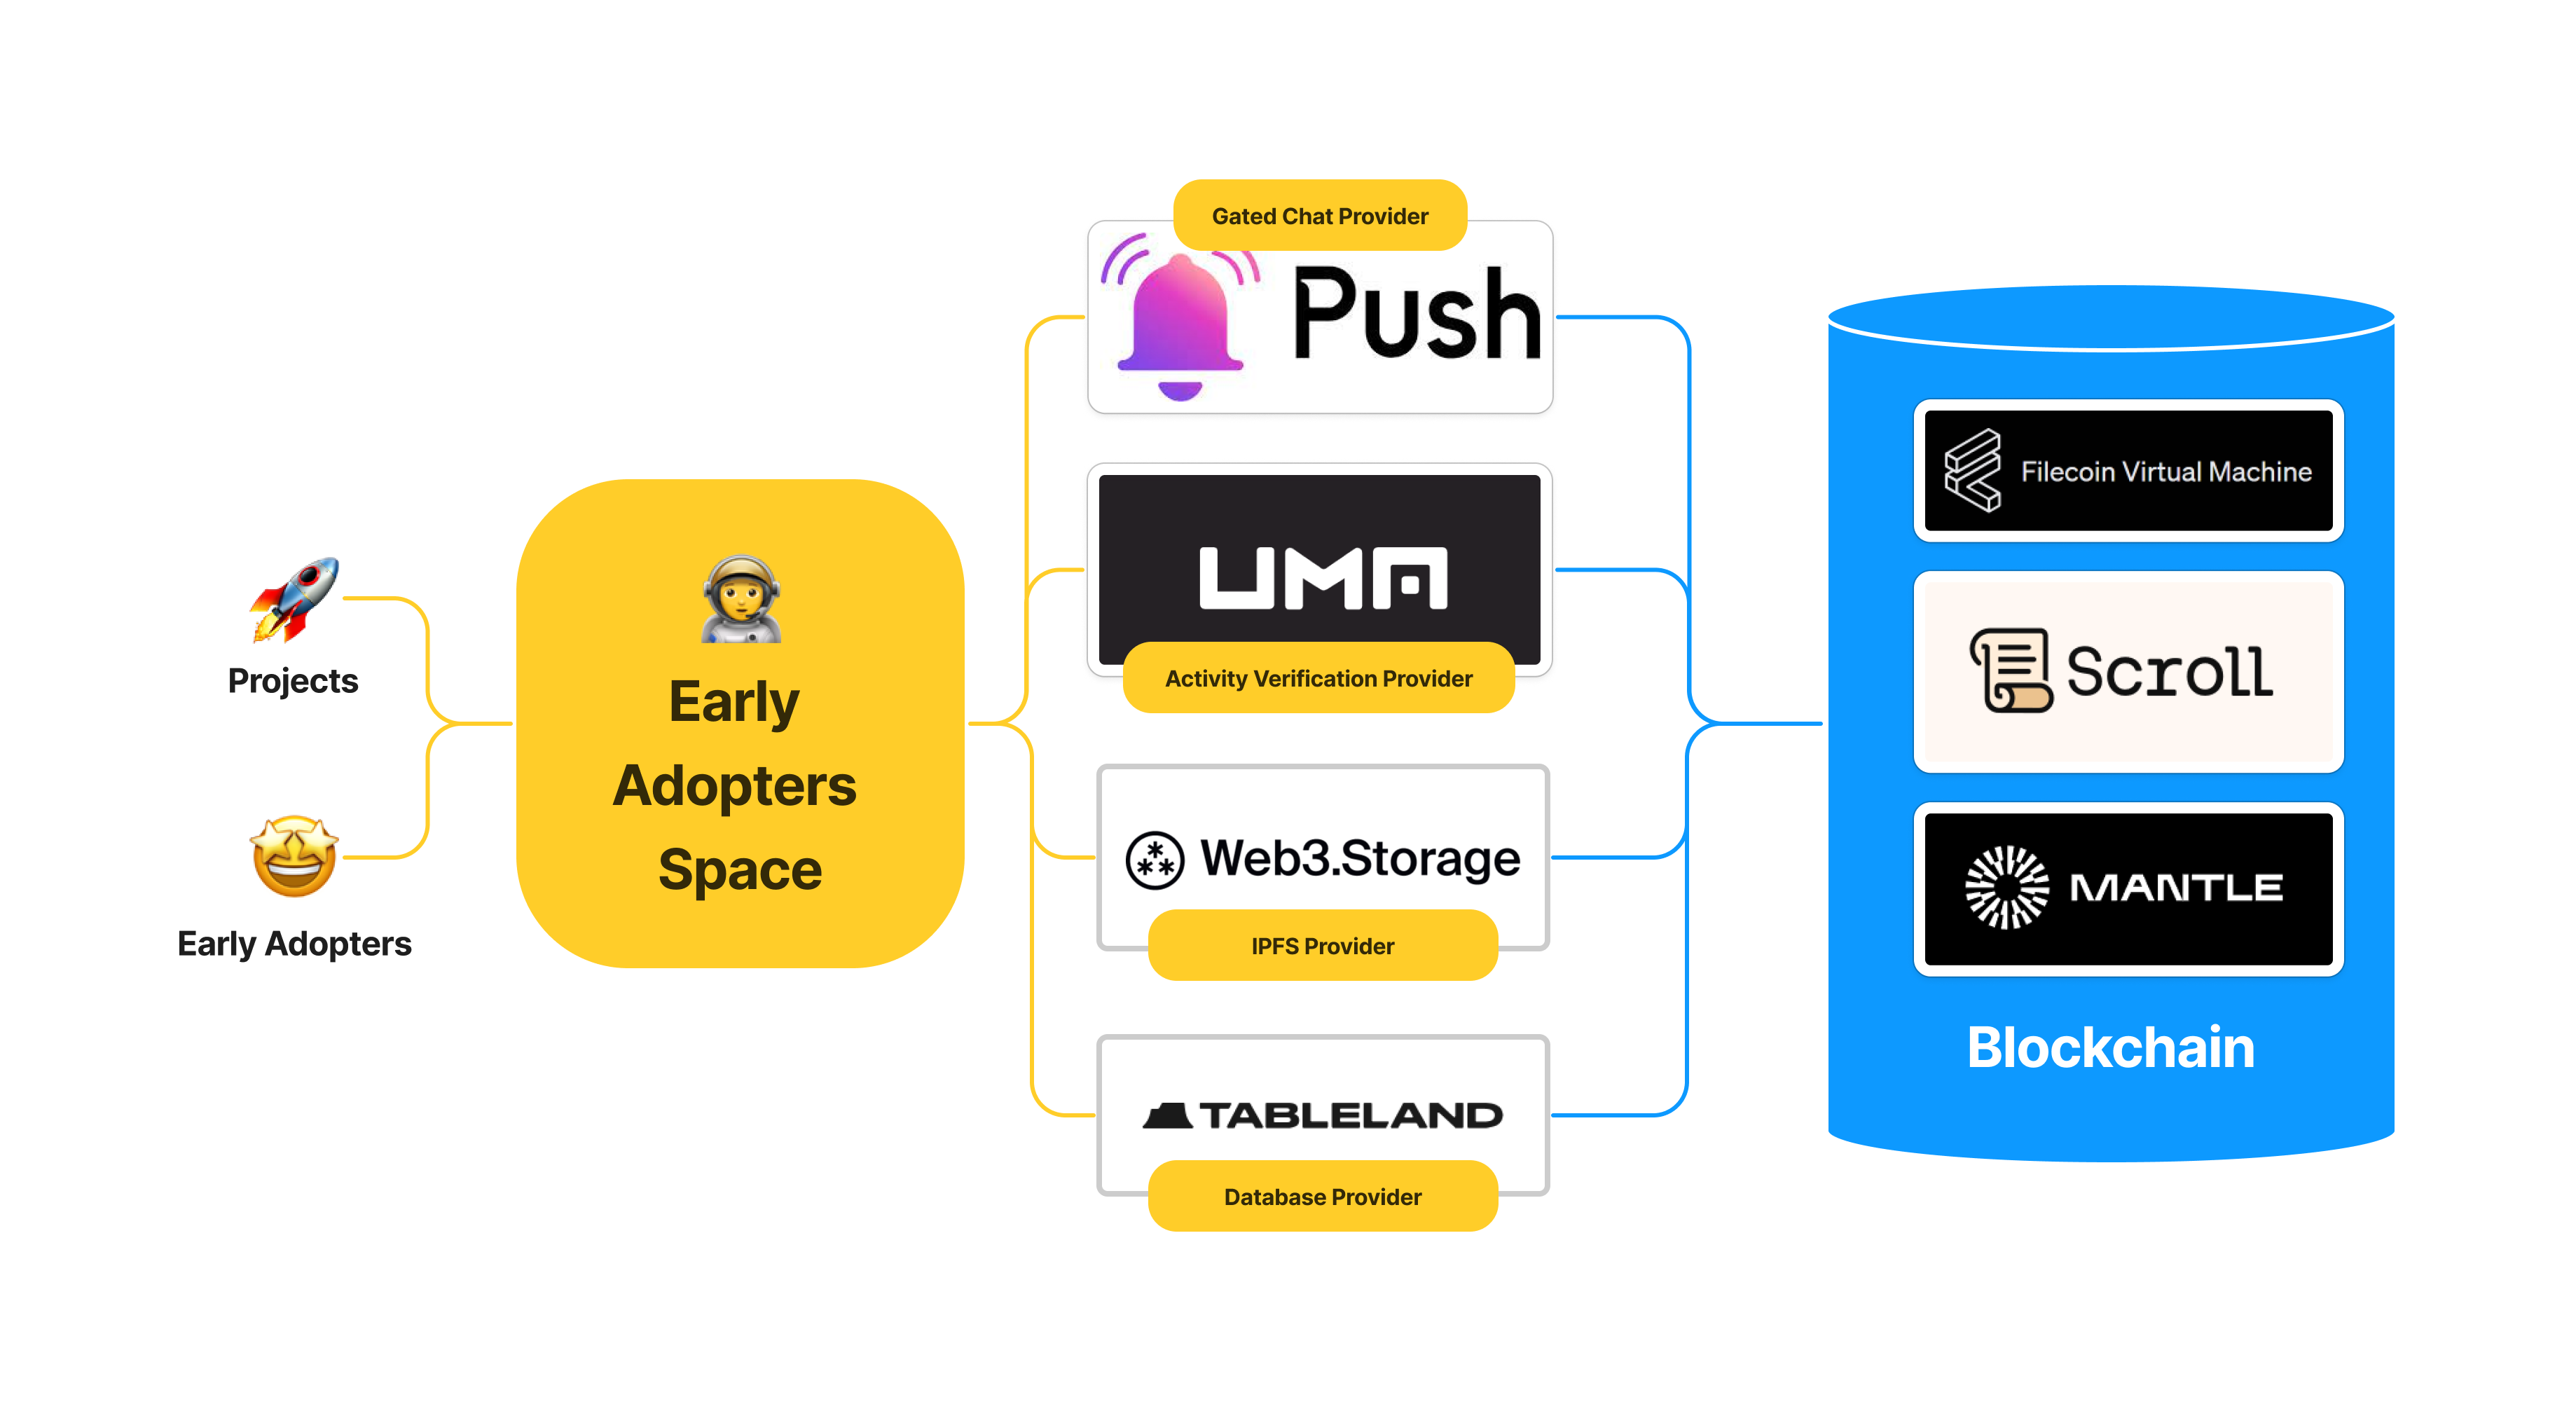 Projects
Early Adopters
Early
Adopters
Space
Gated Chat Provider
Push
UMA
Activity Verification Provider
Web3.Storage
IPFS Provider
TABLELAND
Database Provider
Filecoin Virtual Machine
Scroll
MANTLE
Blockchain